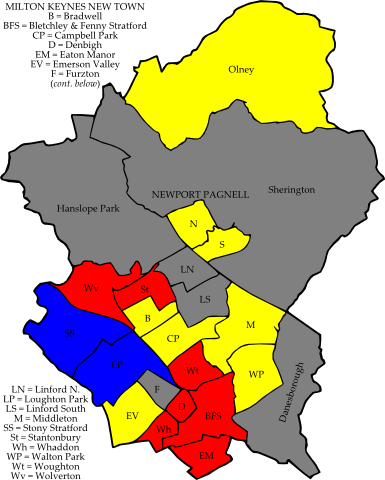 MILTON KEYNES NEW TOWN
B = Bradwell
BFS = Bletchley & Fenny Stratford
CP = Campbell Park
D = Denbigh
EM = Eaton Manor
EV = Emerson Valley
F = Furzton
(cont. below)
Olney
NEWPORT PAGNELL
Sherington
Hanslope Park
N
S
LN
Wv
St
LS
B
M
SS
CP
LP
Wt
WP
Danesborough
F
D
EV
BFS
Wh
EM
LN = Linford N.
LP = Loughton Park
LS = Linford South
M = Middleton
SS = Stony Stratford
St = Stantonbury
Wh = Whaddon
WP = Walton Park
Wt = Woughton
Wv = Wolverton